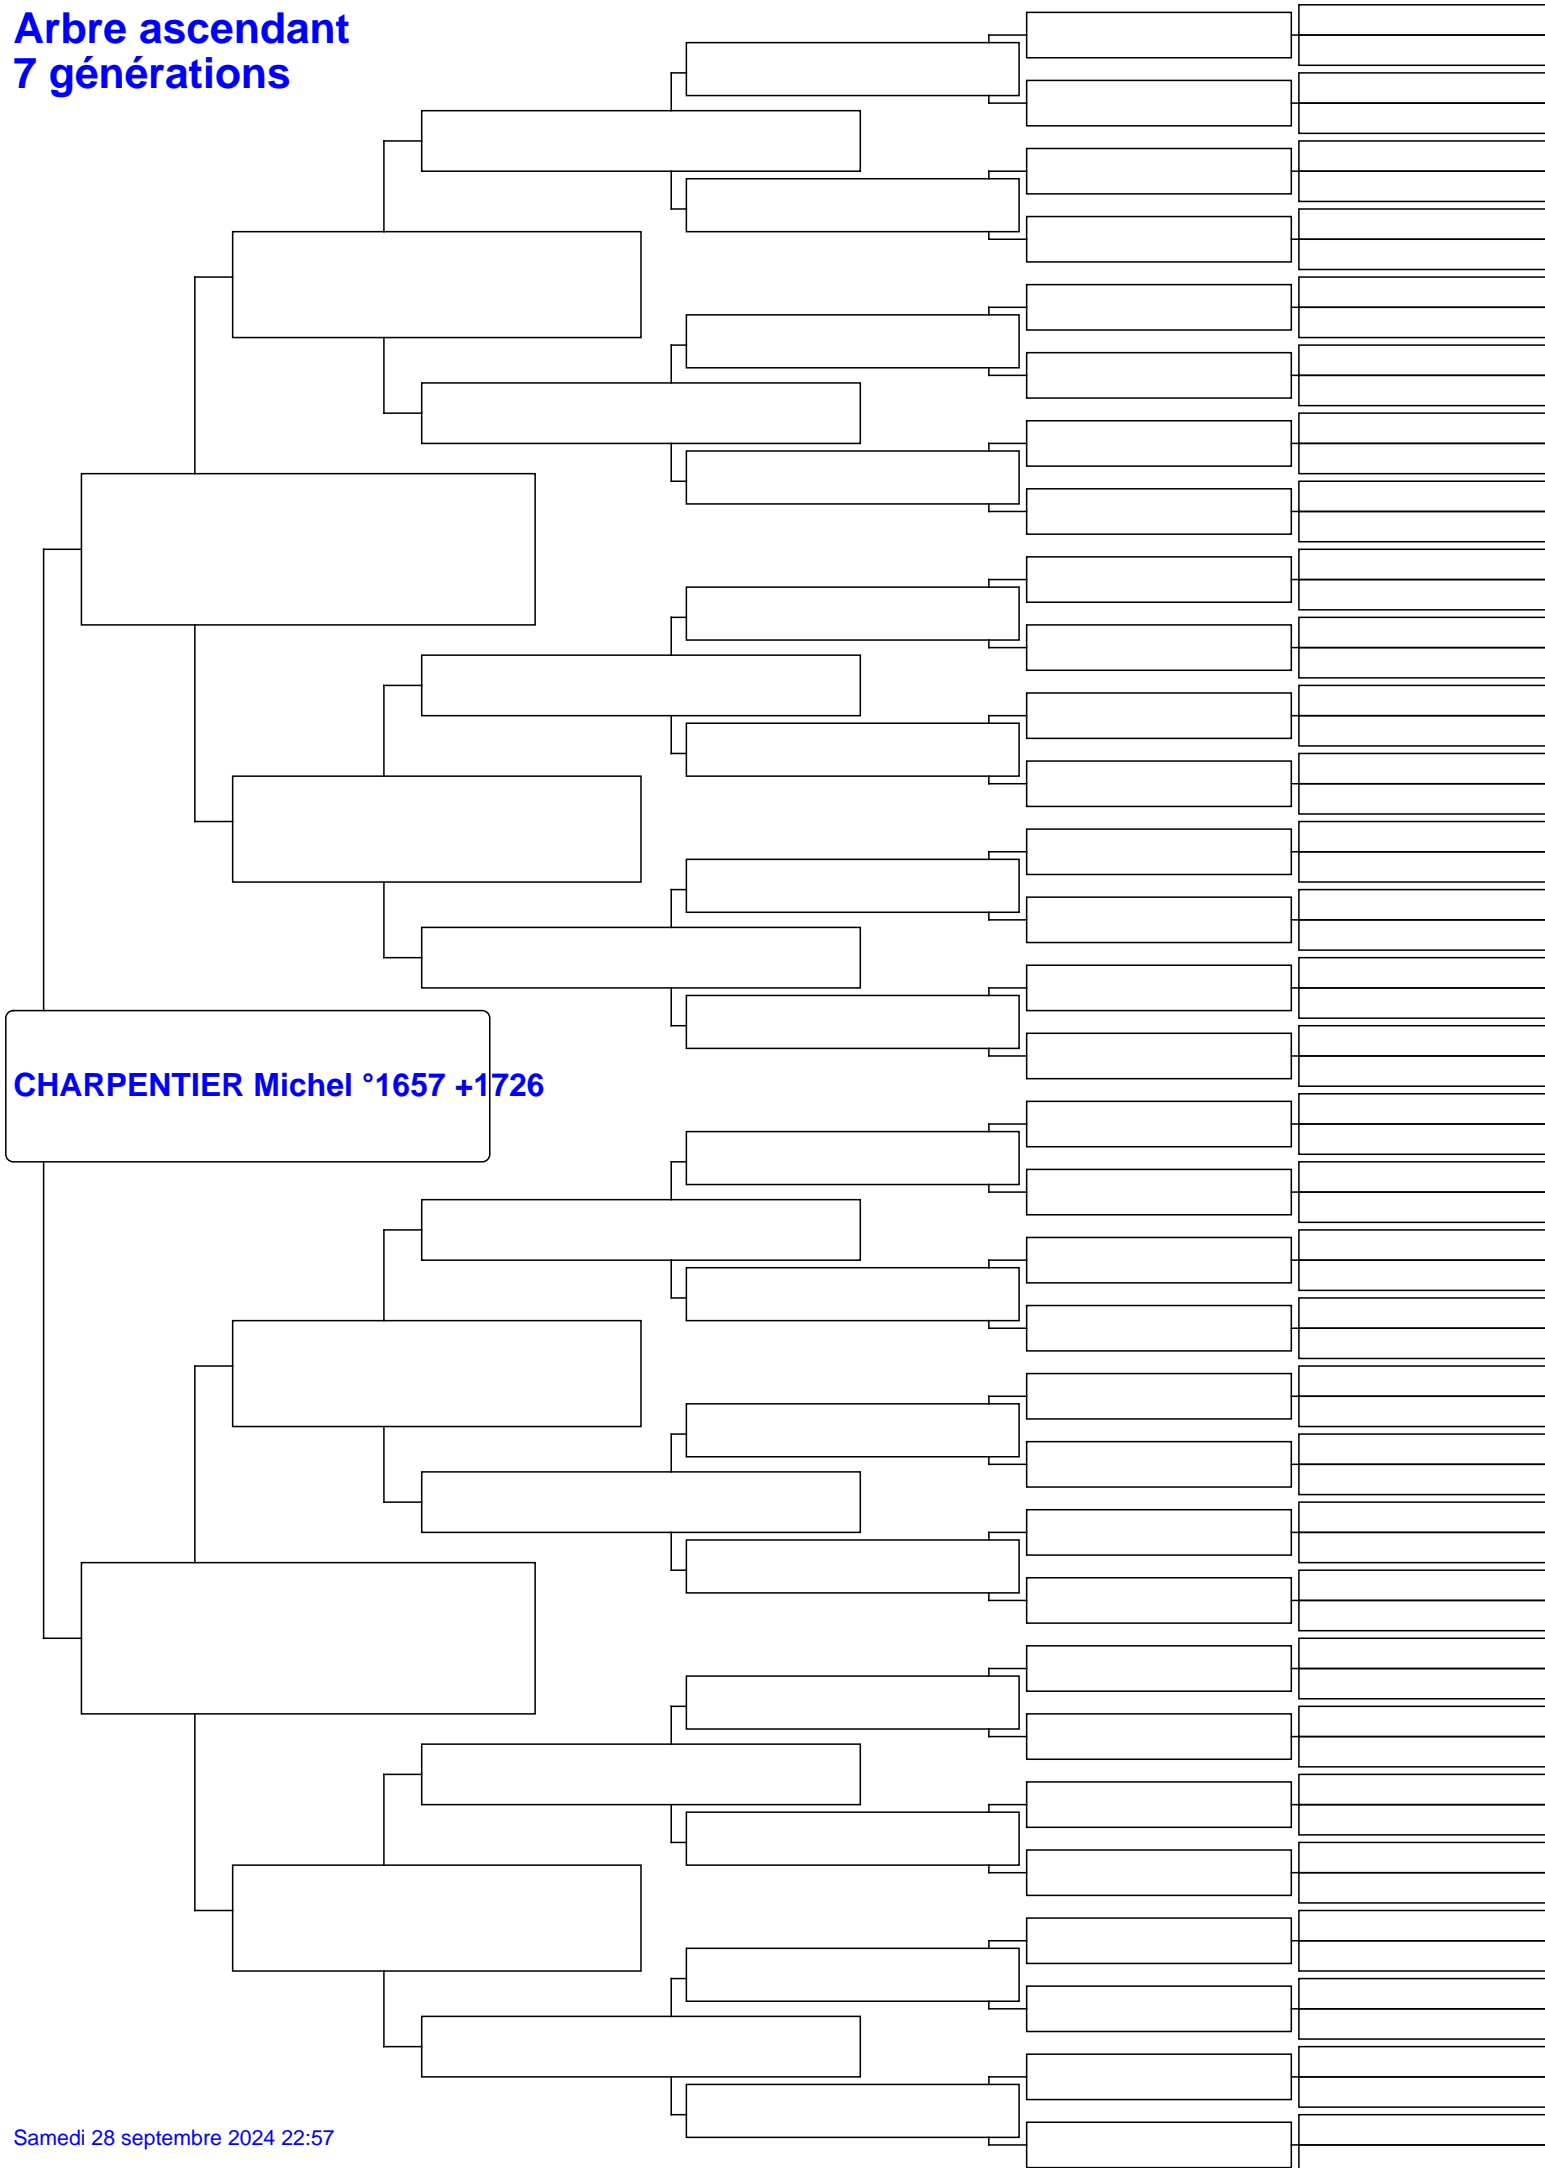 Arbre ascendant
7 générations
CHARPENTIER Michel °1657 +1726
Samedi 28 septembre 2024 22:57